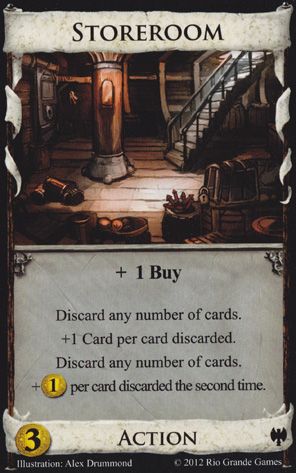 STOREROOM
+ 1 Buy
Discard any number of cards.
+1 Card per card discarded.
Discard any number of cards.
+1 per card discarded the second time.
3 ACTION
Illustration: Alex Drummond © 2012 Rio Grande Games